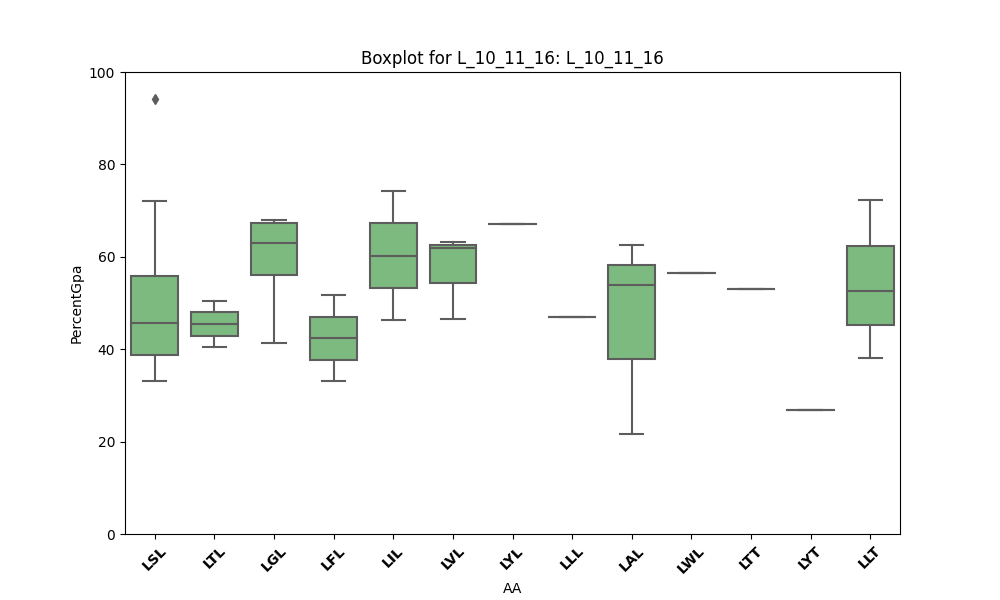 Boxplot for L_10_11_16: L_10_11_16
PercentGpa
100
80
60
40
20
0
LSL
LTL
LGL
LFL
LIL
LVL
LYL
LLL
LAL
LWL
LTT
LYT
LLT
AA